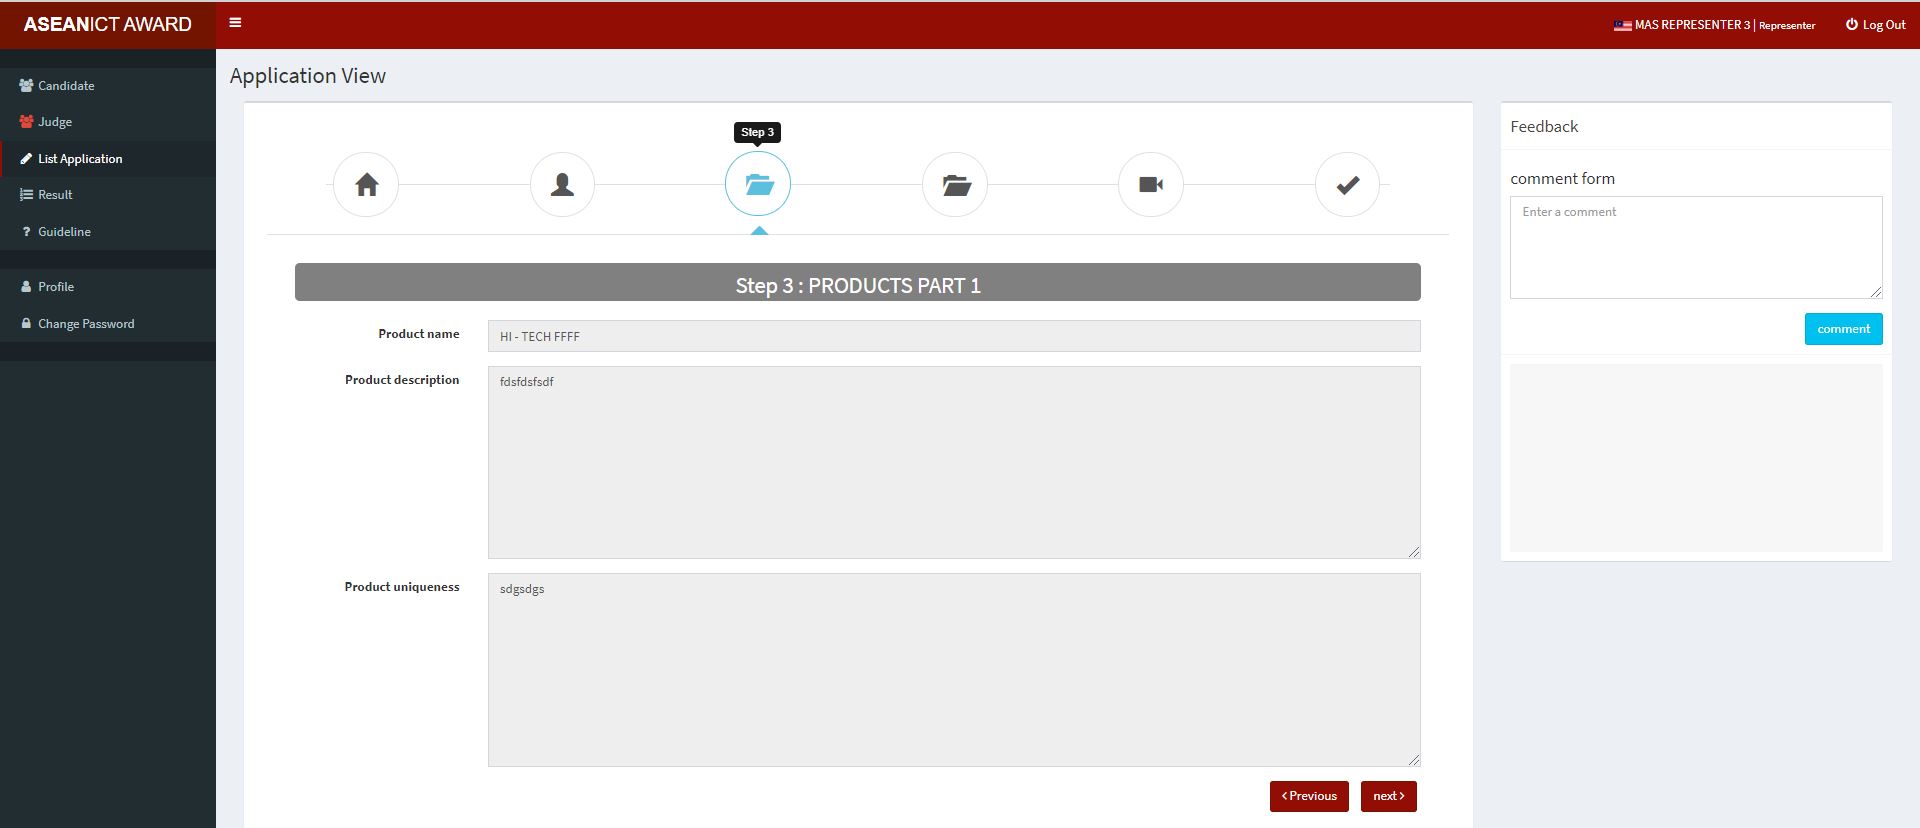 ASEANICT AWARD
MAS REPRESENTER 3 | Representer
Log Out
Candidate
Judge
List Application
Result
Guideline
Profile
Change Password
Application View
Step 3
Step 3 : PRODUCTS PART 1
Product name
HI - TECH FFFF
Product description
fdsfdsfsdf
Product uniqueness
sdgsdgs
Previous
next
Feedback
comment form
Enter a comment
comment